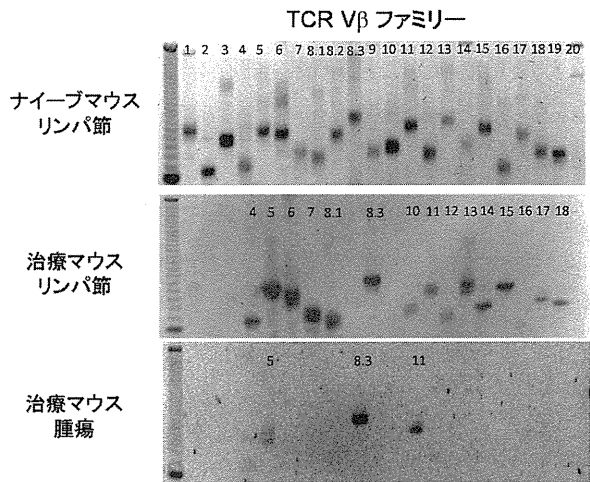 TCR Vβ ファミリー
1 2 3 4 5 6 7 8.1 8.2 8.3 9 10 11 12 13 14 15 16 17 18 19 20
ナイーブマウス
リンパ節
4 5 6 7 8.1 8.3 10 11 12 13 14 15 16 17 18
治療マウス
リンパ節
5 8.3 11
治療マウス
腫瘍